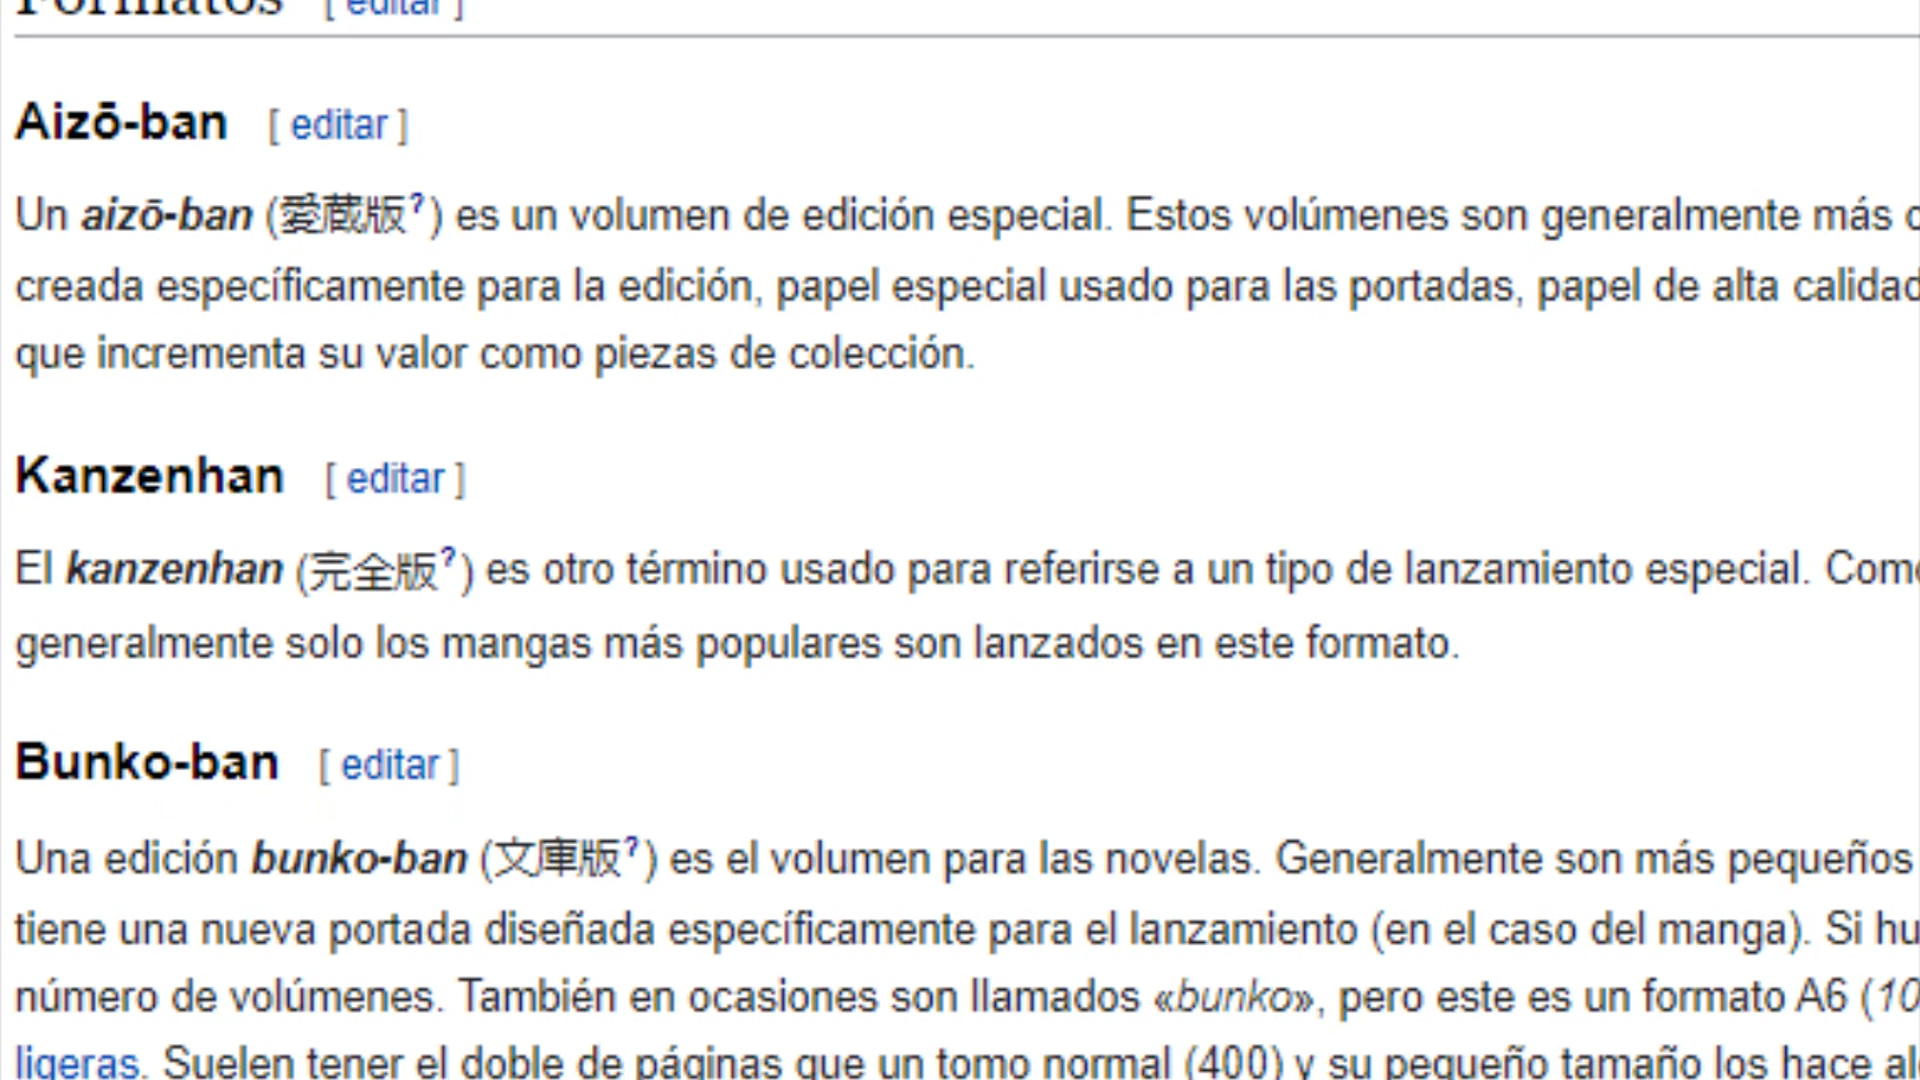 Formatos [ editar ]
Aizō-ban [ editar ]
Un aizō-ban (愛蔵版?) es un volumen de edición especial. Estos volúmenes son generalmente más
creada específicamente para la edición, papel especial usado para las portadas, papel de alta calidad
que incrementa su valor como piezas de colección.
Kanzenhan [ editar ]
El kanzenhan (完全版?) es otro término usado para referirse a un tipo de lanzamiento especial. Como
generalmente solo los mangas más populares son lanzados en este formato.
Bunko-ban [ editar ]
Una edición bunko-ban (文庫版?) es el volumen para las novelas. Generalmente son más pequeños
tiene una nueva portada diseñada específicamente para el lanzamiento (en el caso del manga). Si hu
número de volúmenes. También en ocasiones son llamados «bunko», pero este es un formato A6 (10
ligeras. Suelen tener el doble de páginas que un tomo normal (400) y su pequeño tamaño los hace al